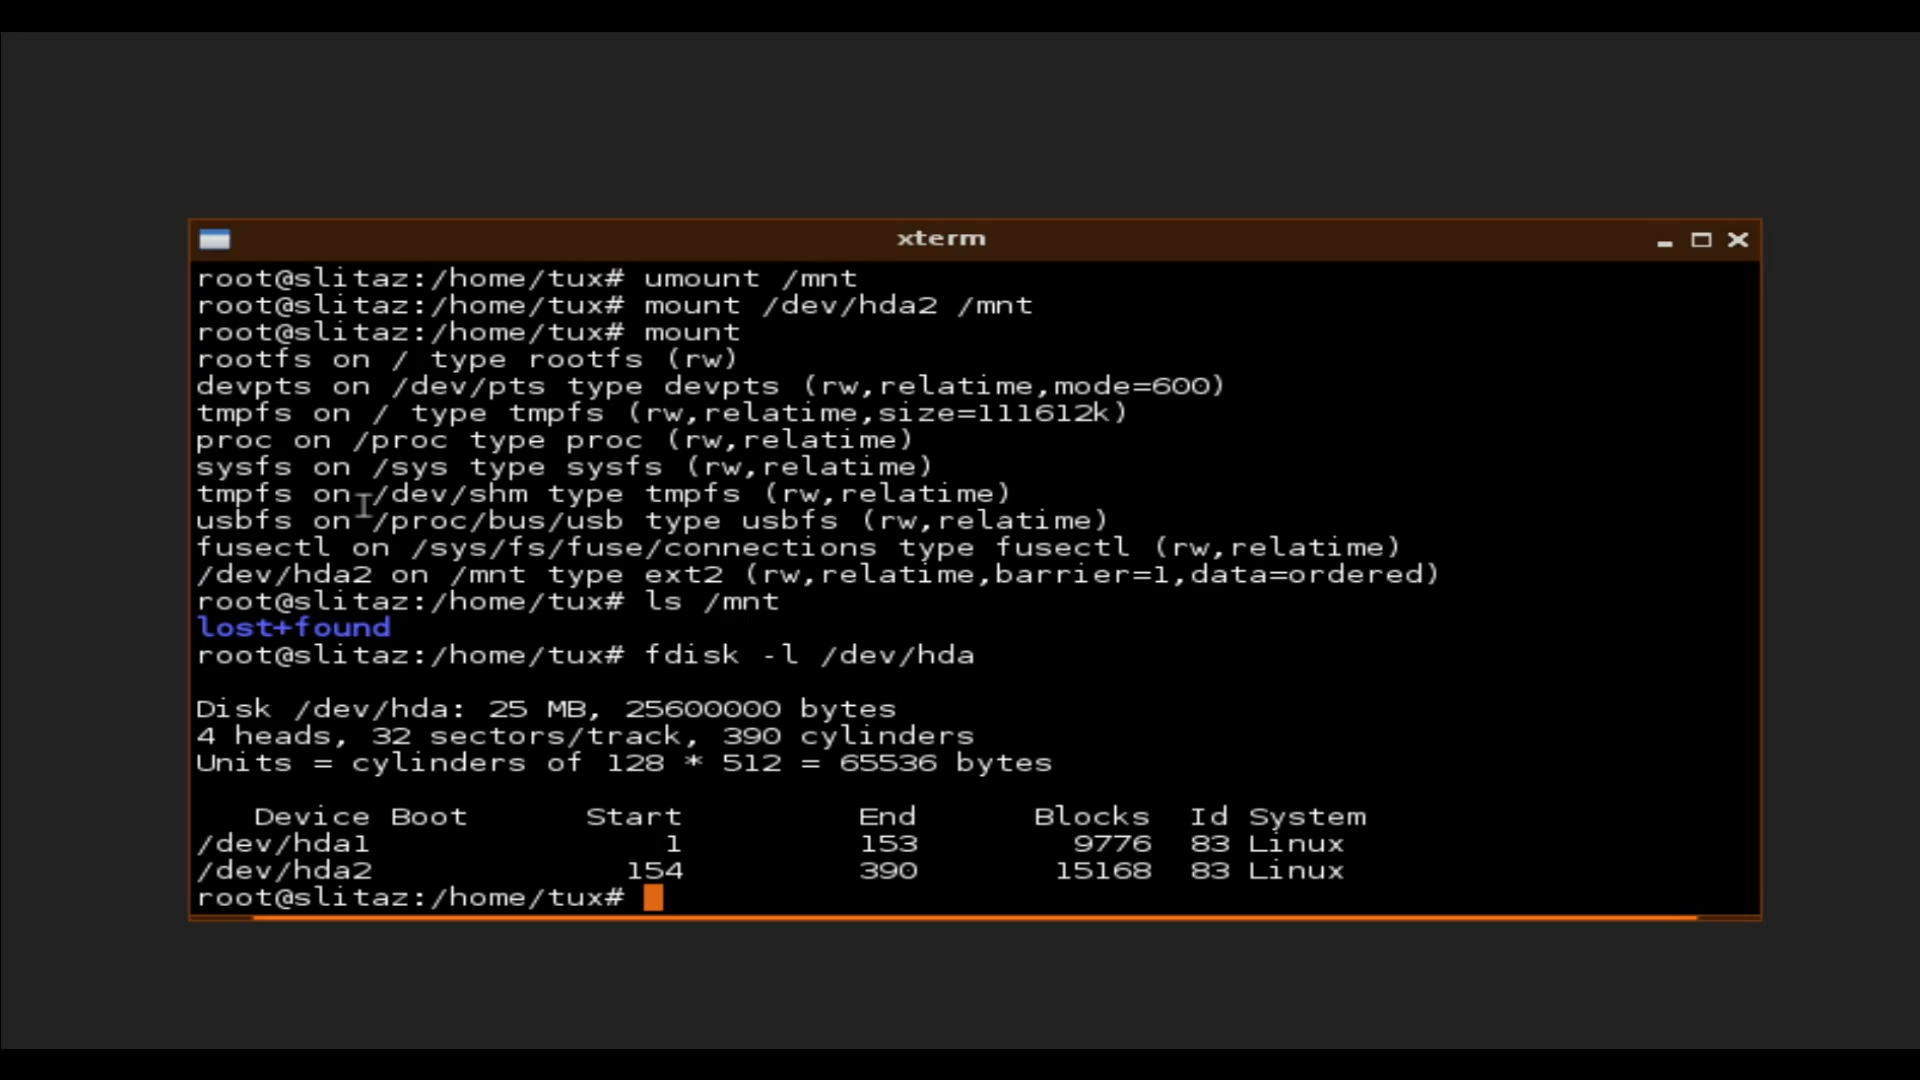 xterm
root@slitaz:/home/tux# umount /mnt
root@slitaz:/home/tux# mount /dev/hda2 /mnt
root@slitaz:/home/tux# mount
rootfs on / type rootfs (rw)
devpts on /dev/pts type devpts (rw,relatime,mode=600)
tmpfs on / type tmpfs (rw,relatime,size=111612k)
proc on /proc type proc (rw,relatime)
sysfs on /sys type sysfs (rw,relatime)
tmpfs on /dev/shm type tmpfs (rw,relatime)
usbfs on /proc/bus/usb type usbfs (rw,relatime)
fusectl on /sys/fs/fuse/connections type fusectl (rw,relatime)
/dev/hda2 on /mnt type ext2 (rw,relatime,barrier=1,data=ordered)
root@slitaz:/home/tux# ls /mnt
lost+found
root@slitaz:/home/tux# fdisk -l /dev/hda
Disk /dev/hda: 25 MB, 25600000 bytes
4 heads, 32 sectors/track, 390 cylinders
Units = cylinders of 128 * 512 = 65536 bytes
Device Boot Start End Blocks Id System
/dev/hda1 1 153 9776 83 Linux
/dev/hda2 154 390 15168 83 Linux
root@slitaz:/home/tux#